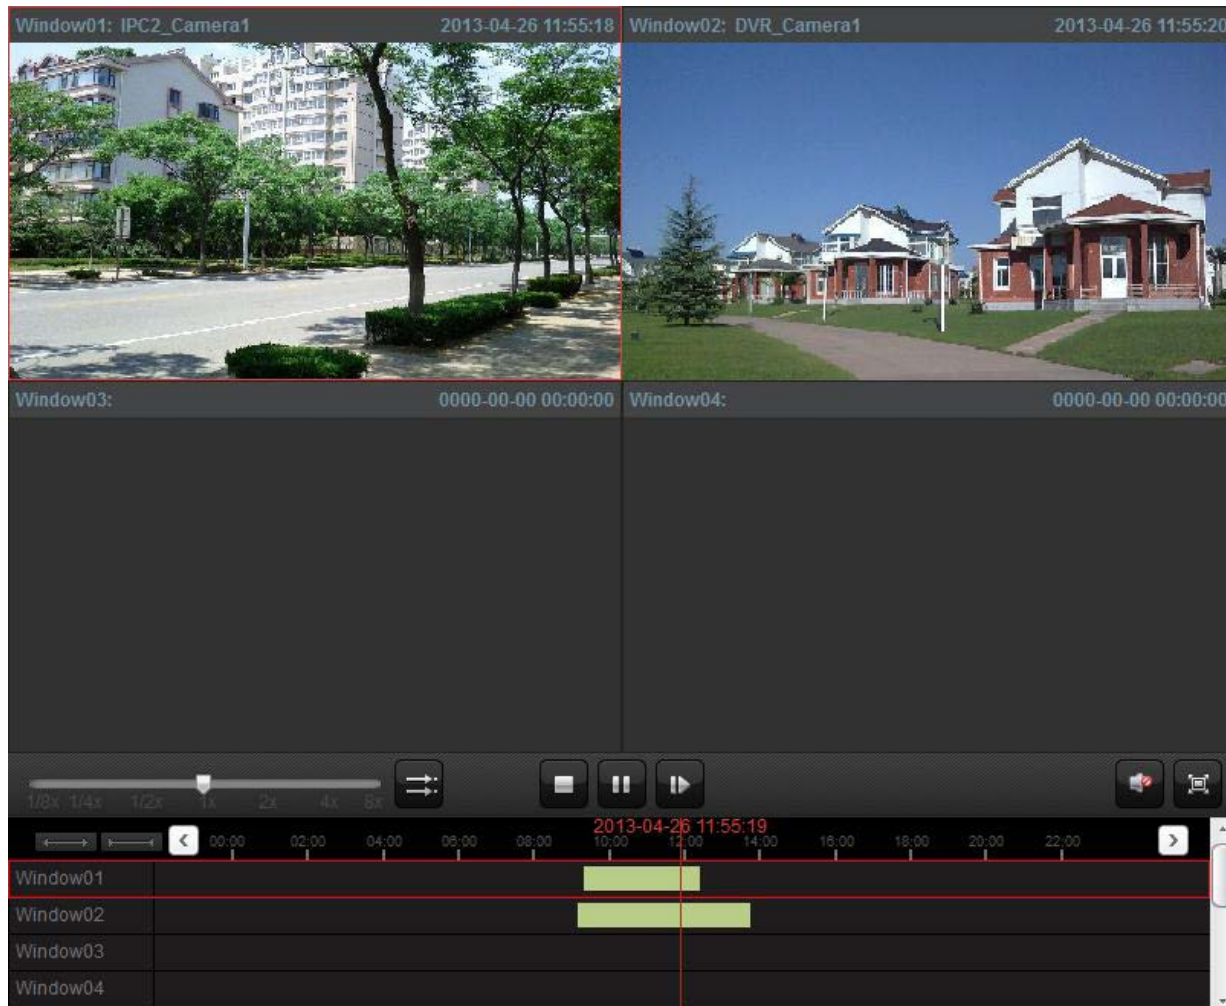 Window01: IPC2_Camera1 2013-04-26 11:55:18
Window02: DVR_Camera1 2013-04-26 11:55:20
Window03: 0000-00-00 00:00:00
Window04: 0000-00-00 00:00:00
1/8x 1/4x 1/2x 1x 2x 4x 8x
2013-04-26 11:55:19
00:00 02:00 04:00 06:00 08:00 10:00 12:00 14:00 16:00 18:00 20:00 22:00
Window01
Window02
Window03
Window04